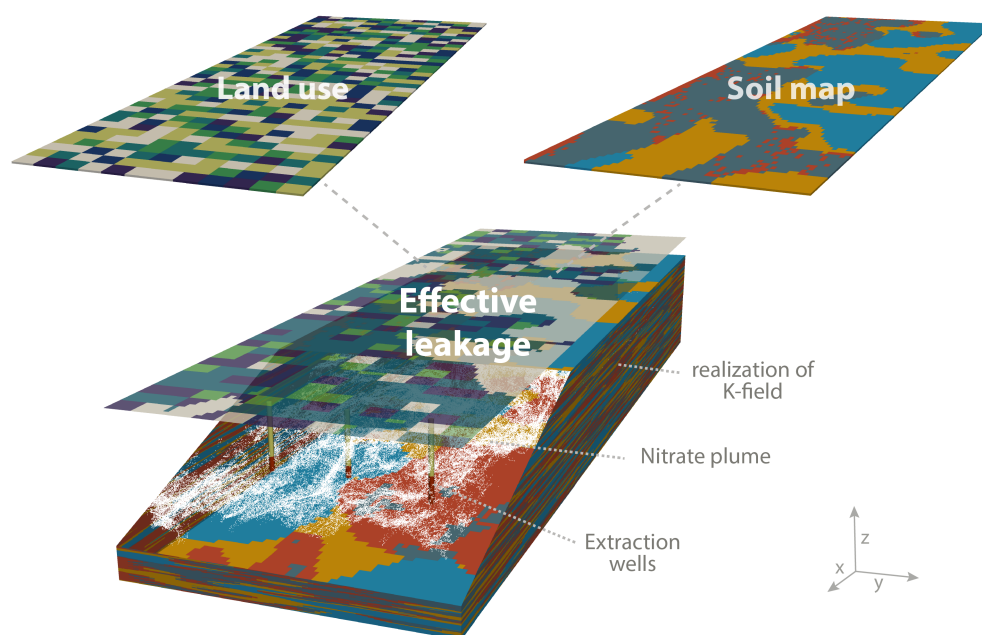 Land use
Soil map
Effective
leakage
realization of
K-field
Nitrate plume
Extraction
wells
z
x
y